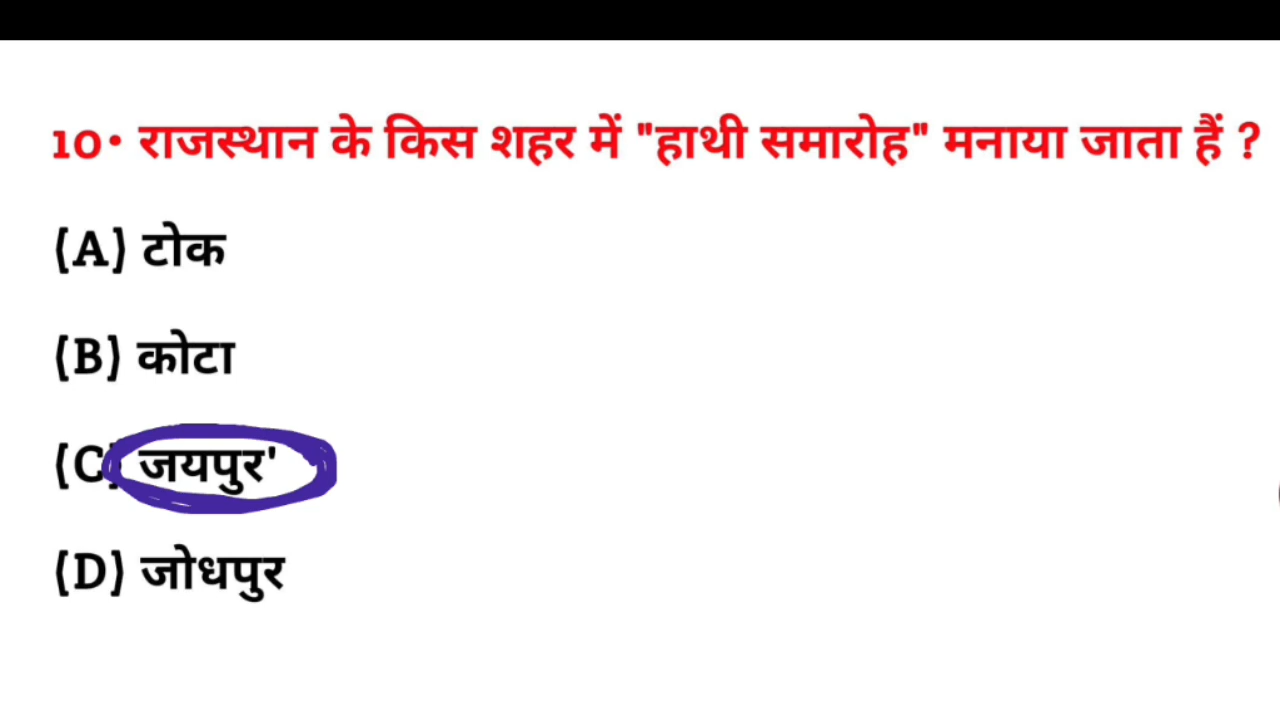 10• राजस्थान के किस शहर में "हाथी समारोह" मनाया जाता हैं ?
(A) टोक
(B) कोटा
(C) जयपुर'
(D) जोधपुर